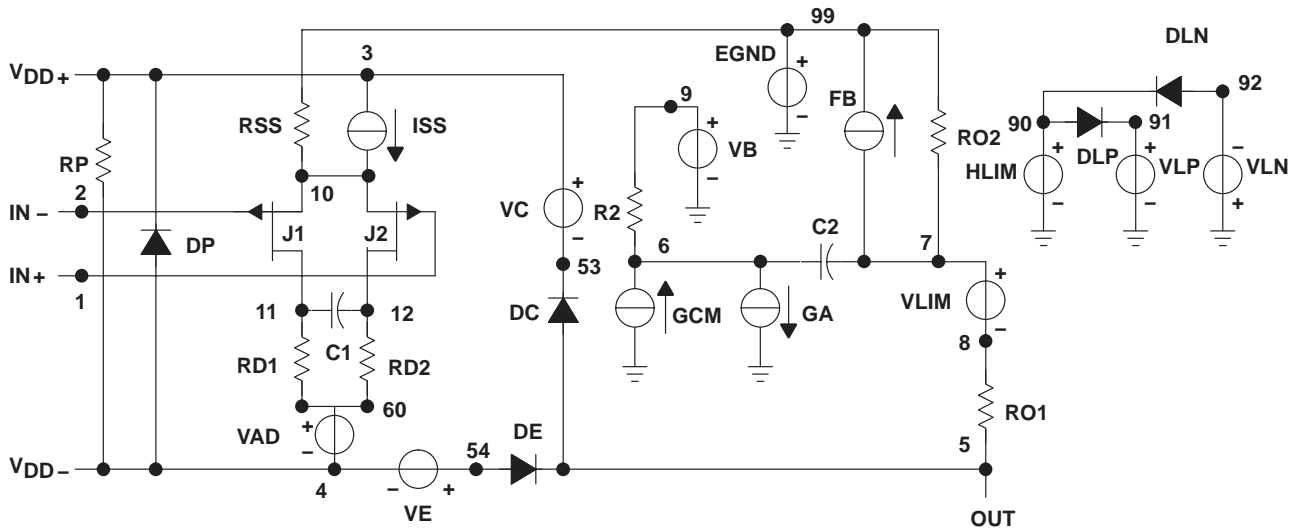 99
3
EGND
DLN
VDD+
92
FB
9
RSS
ISS
90
91
RO2
DLP
RP
VB
HLIM
VLP
VLN
10
2
+
IN −
VC
R2
C2
J1
J2
−
6
7
DP
IN +
53
1
GCM
GA
VLIM
11
12
DC
8
C1
RD1
RD2
60
RO1
VAD
DE
54
5
VDD−
4
− +
VE
OUT